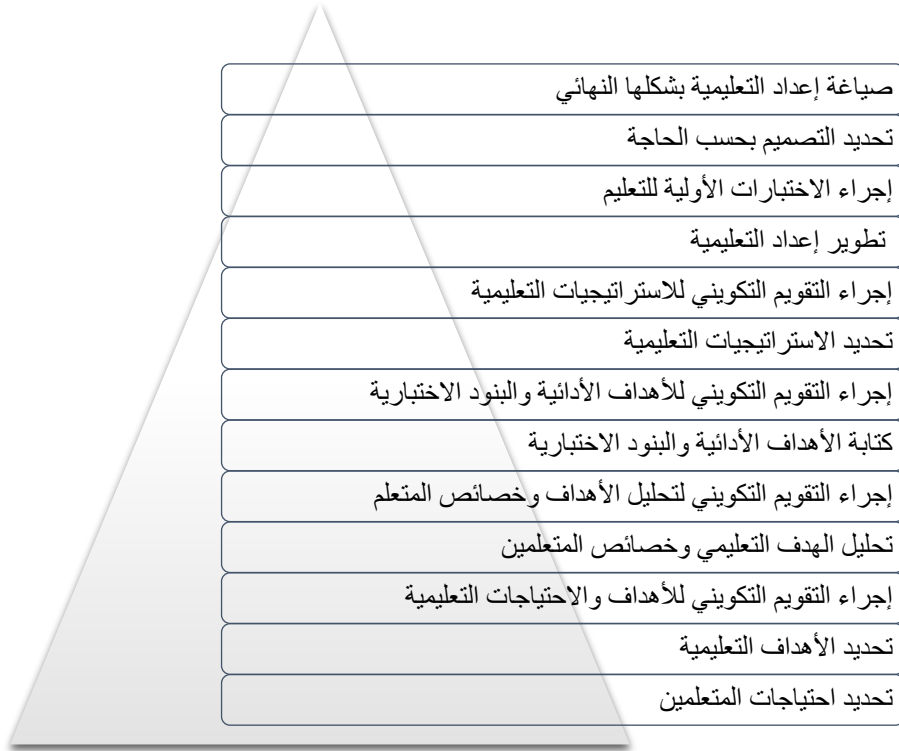 صياغة إعداد التعليمية بشكلها النهائي
تحديد التصميم بحسب الحاجة
إجراء الاختبارات الأولية للتعليم
تطوير إعداد التعليمية
إجراء التقويم التكويني للاستراتيجيات التعليمية
تحديد الاستراتيجيات التعليمية
إجراء التقويم التكويني للأهداف الأدائية والبنود الاختبارية
كتابة الأهداف الأدائية والبنود الاختبارية
إجراء التقويم التكويني لتحليل الأهداف وخصائص المتعلم
تحليل الهدف التعليمي وخصائص المتعلمين
إجراء التقويم التكويني للأهداف والاحتياجات التعليمية
تحديد الأهداف التعليمية
تحديد احتياجات المتعلمين